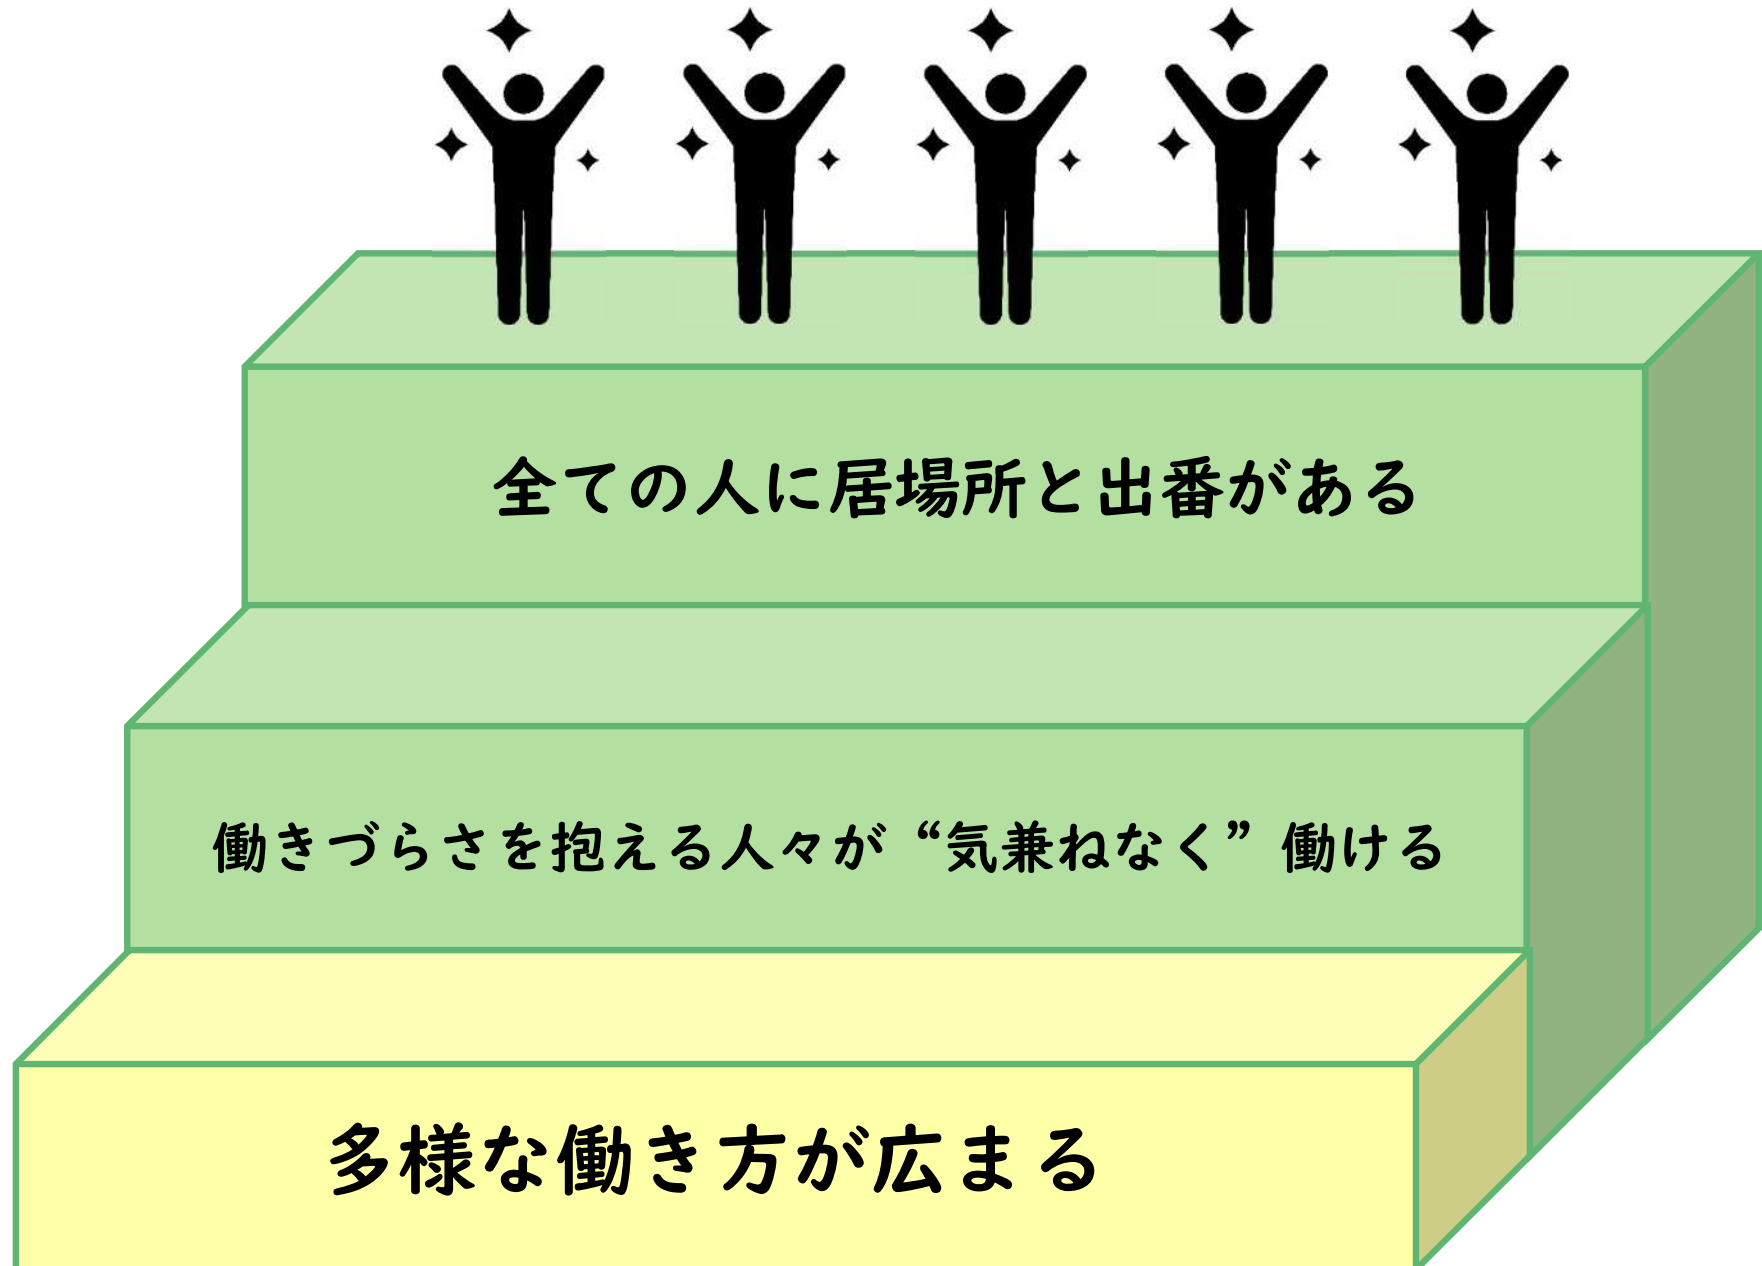 全ての人に居場所と出番がある
働きづらさを抱える人々が“気兼ねなく”働ける
多様な働き方が広まる